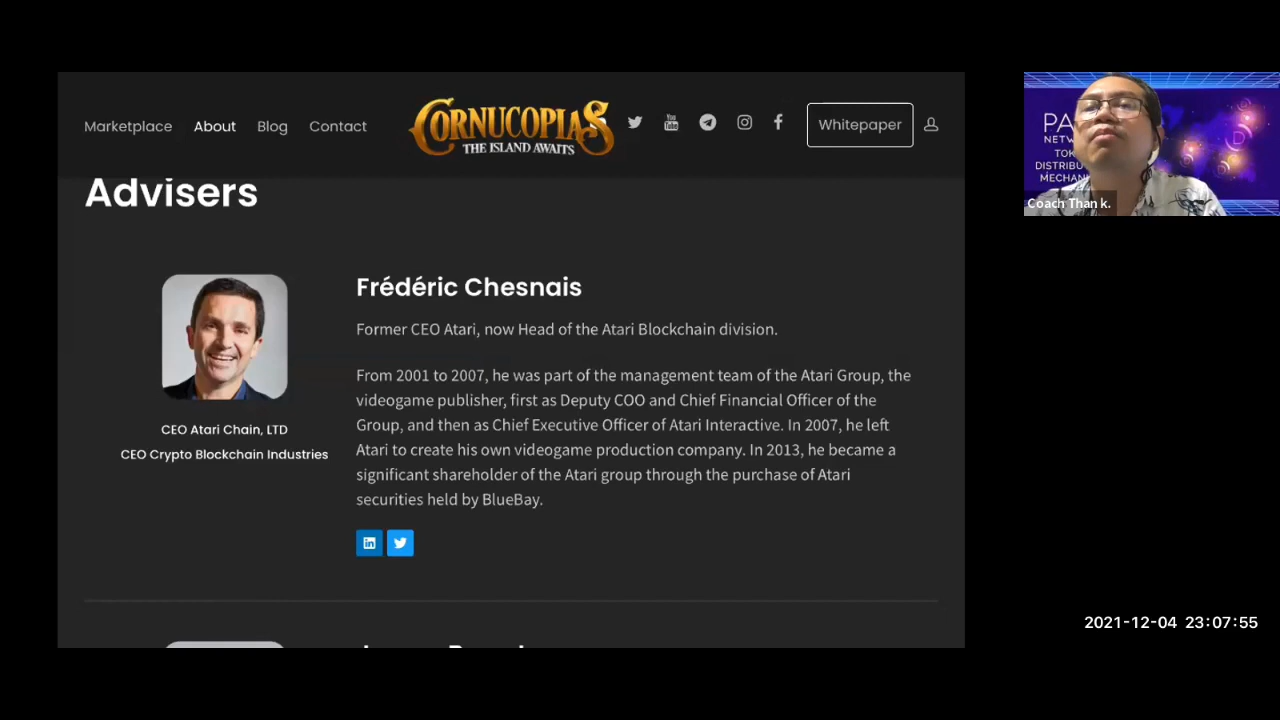 Marketplace
About
Blog
Contact
CORNUCOPIAS
THE ISLAND AWAITS
You
Tube
Whitepaper
Advisers
Frédéric Chesnais
Former CEO Atari, now Head of the Atari Blockchain division.
From 2001 to 2007, he was part of the management team of the Atari Group, the
videogame publisher, first as Deputy COO and Chief Financial Officer of the
Group, and then as Chief Executive Officer of Atari Interactive. In 2007, he left
Atari to create his own videogame production company. In 2013, he became a
significant shareholder of the Atari group through the purchase of Atari
securities held by BlueBay.
CEO Atari Chain, LTD
CEO Crypto Blockchain Industries
in
Coach Than k.
2021-12-04 23:07:55